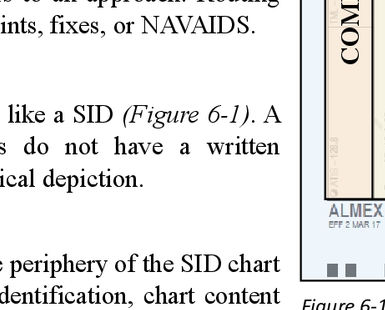 ints, fixes, or NAVAIDS.
like a SID (Figure 6-1). A
s do not have a written
ical depiction.
e periphery of the SID chart
dentification, chart content
COM
ALMEX
EFF 2 MAR 17
Figure 6-1